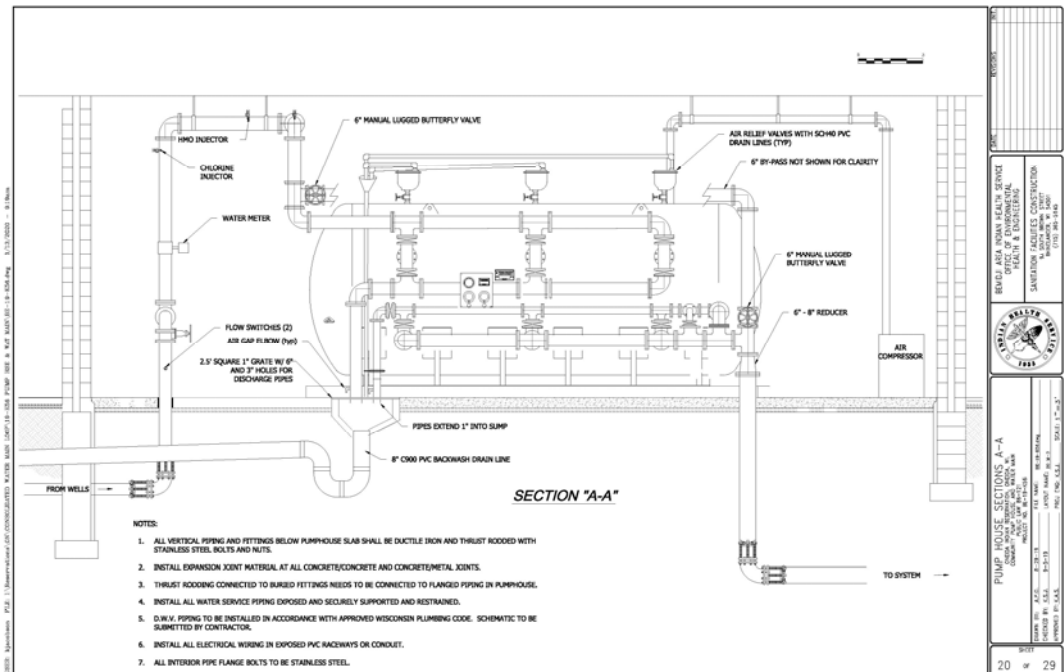 HMO INJECTOR
6" MANUAL LUGGED BUTTERFLY VALVE
CHLORINE
INJECTOR
AIR RELIEF VALVES WITH SCH40 PVC
DRAIN LINES (TYP)
6" BY-PASS NOT SHOWN FOR CLAIRITY
WATER METER
6" MANUAL LUGGED
BUTTERFLY VALVE
FLOW SWITCHES (2)
AIR GAP ELBOW (typ)
2.5' SQUARE 1" GRATE W/ 6"
AND 3" HOLES FOR
DISCHARGE PIPES
6" - 8" REDUCER
AIR
COMPRESSOR
PIPES EXTEND 1" INTO SUMP
8" C900 PVC BACKWASH DRAIN LINE
FROM WELLS
SECTION "A-A"
TO SYSTEM
NOTES:
1. ALL VERTICAL PIPING AND FITTINGS BELOW PUMPHOUSE SLAB SHALL BE DUCTILE IRON AND THRUST RODDED WITH
STAINLESS STEEL BOLTS AND NUTS.
2. INSTALL EXPANSION JOINT MATERIAL AT ALL CONCRETE/CONCRETE AND CONCRETE/METAL JOINTS.
3. THRUST RODDING CONNECTED TO BURIED FITTINGS NEEDS TO BE CONNECTED TO FLANGED PIPING IN PUMPHOUSE.
4. INSTALL ALL WATER SERVICE PIPING EXPOSED AND SECURELY SUPPORTED AND RESTRAINED.
5. D.W.V. PIPING TO BE INSTALLED IN ACCORDANCE WITH APPROVED WISCONSIN PLUMBING CODE. SCHEMATIC TO BE
SUBMITTED BY CONTRACTOR.
6. INSTALL ALL ELECTRICAL WIRING IN EXPOSED PVC RACEWAYS OR CONDUIT.
7. ALL INTERIOR PIPE FLANGE BOLTS TO BE STAINLESS STEEL.
REVISIONS
DATE
BEMIDJI AREA INDIAN HEALTH SERVICE
OFFICE OF ENVIRONMENTAL
HEALTH & ENGINEERING
SANITATION FACILITIES CONSTRUCTION
INDIAN HEALTH SERVICE
1955
PUMP HOUSE SECTIONS A-A
SHEET
20 OF 29